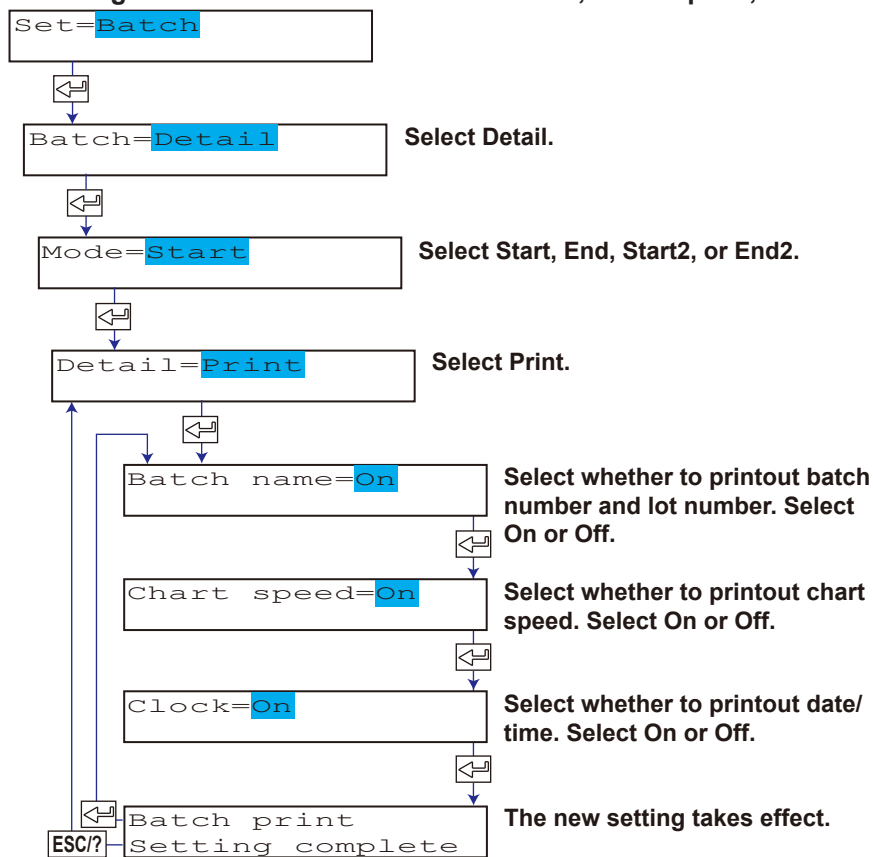 Set=Batch
Batch=Detail
Select Detail.
Mode=Start
Select Start, End, Start2, or End2.
Detail=Print
Select Print.
Batch name=On
Select whether to printout batch
number and lot number. Select
On or Off.
Chart speed=On
Select whether to printout chart
speed. Select On or Off.
Clock=On
Select whether to printout date/
time. Select On or Off.
Batch print
The new setting takes effect.
ESC/?
Setting complete